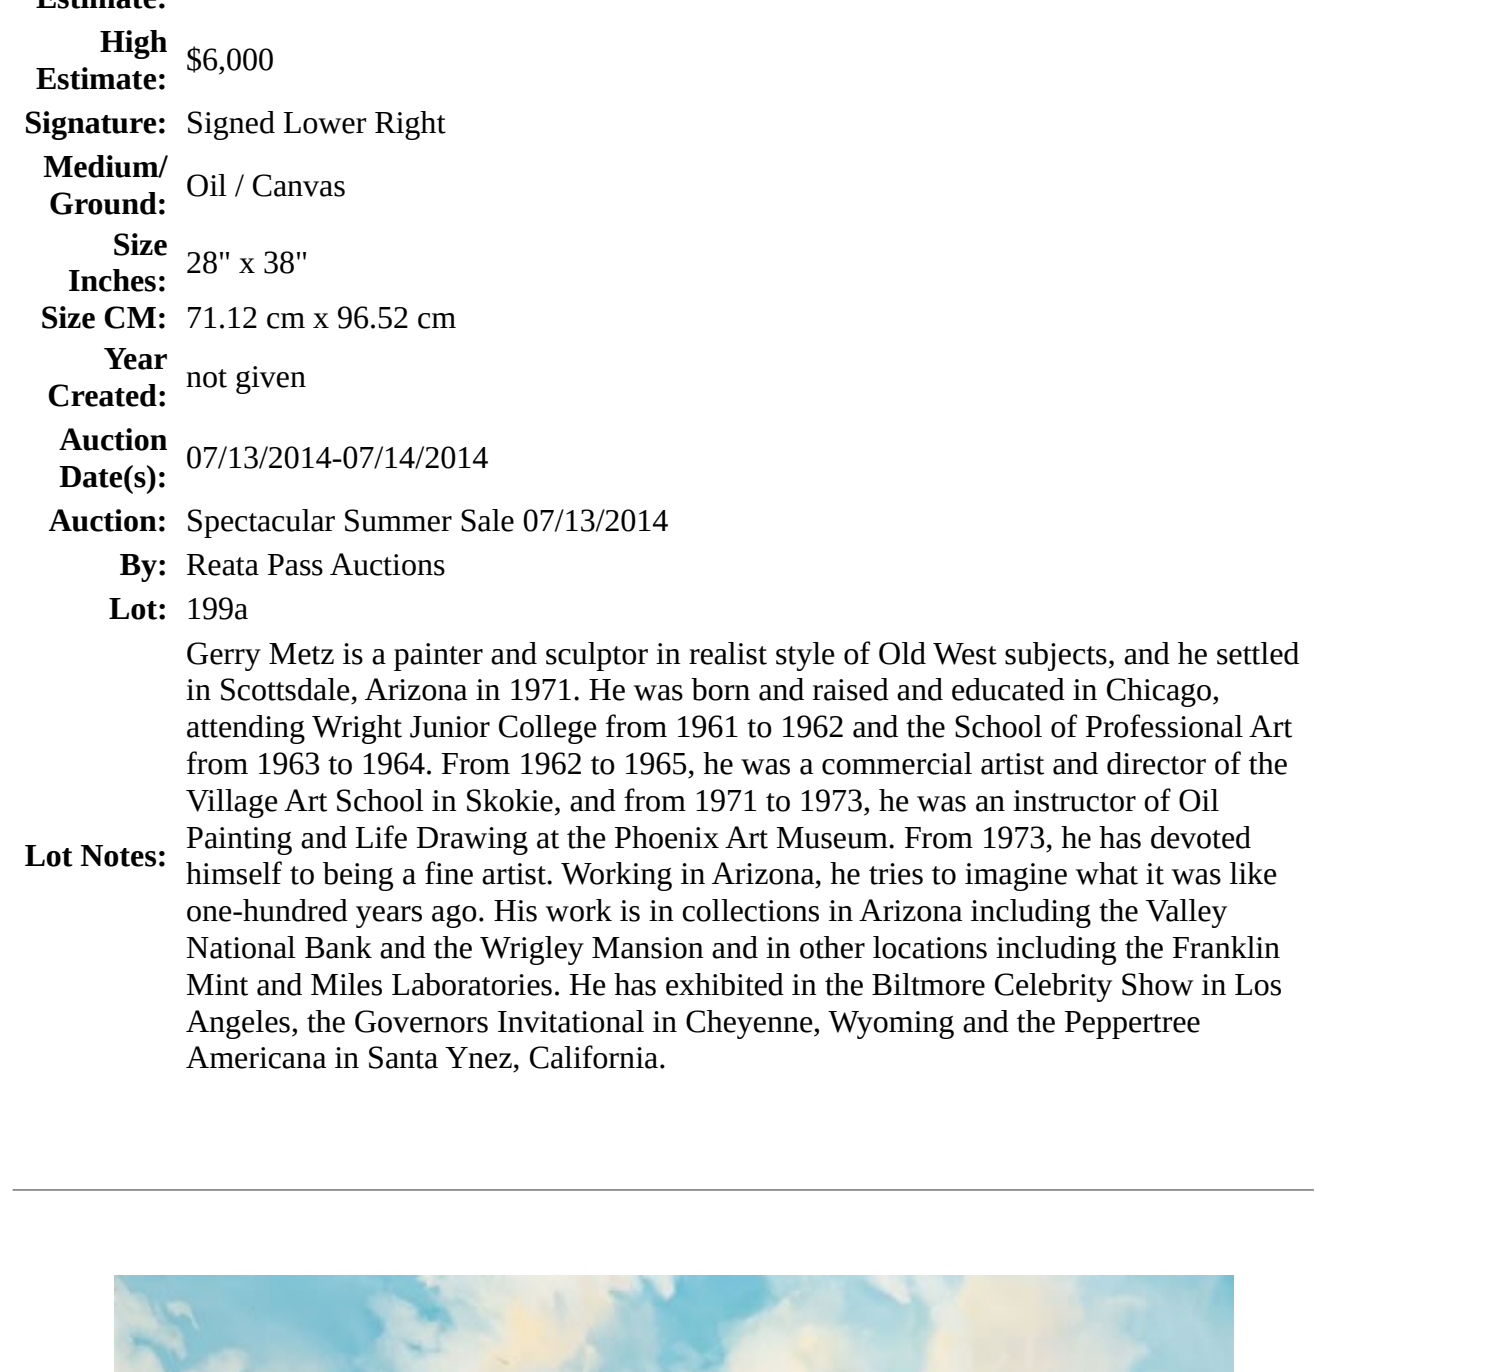 Estimate:
High
Estimate: $6,000
Signature: Signed Lower Right
Medium/
Ground: Oil / Canvas
Size
Inches: 28" x 38"
Size CM: 71.12 cm x 96.52 cm
Year
Created: not given
Auction
Date(s): 07/13/2014-07/14/2014
Auction: Spectacular Summer Sale 07/13/2014
By: Reata Pass Auctions
Lot: 199a
Lot Notes:
Gerry Metz is a painter and sculptor in realist style of Old West subjects, and he settled
in Scottsdale, Arizona in 1971. He was born and raised and educated in Chicago,
attending Wright Junior College from 1961 to 1962 and the School of Professional Art
from 1963 to 1964. From 1962 to 1965, he was a commercial artist and director of the
Village Art School in Skokie, and from 1971 to 1973, he was an instructor of Oil
Painting and Life Drawing at the Phoenix Art Museum. From 1973, he has devoted
himself to being a fine artist. Working in Arizona, he tries to imagine what it was like
one-hundred years ago. His work is in collections in Arizona including the Valley
National Bank and the Wrigley Mansion and in other locations including the Franklin
Mint and Miles Laboratories. He has exhibited in the Biltmore Celebrity Show in Los
Angeles, the Governors Invitational in Cheyenne, Wyoming and the Peppertree
Americana in Santa Ynez, California.